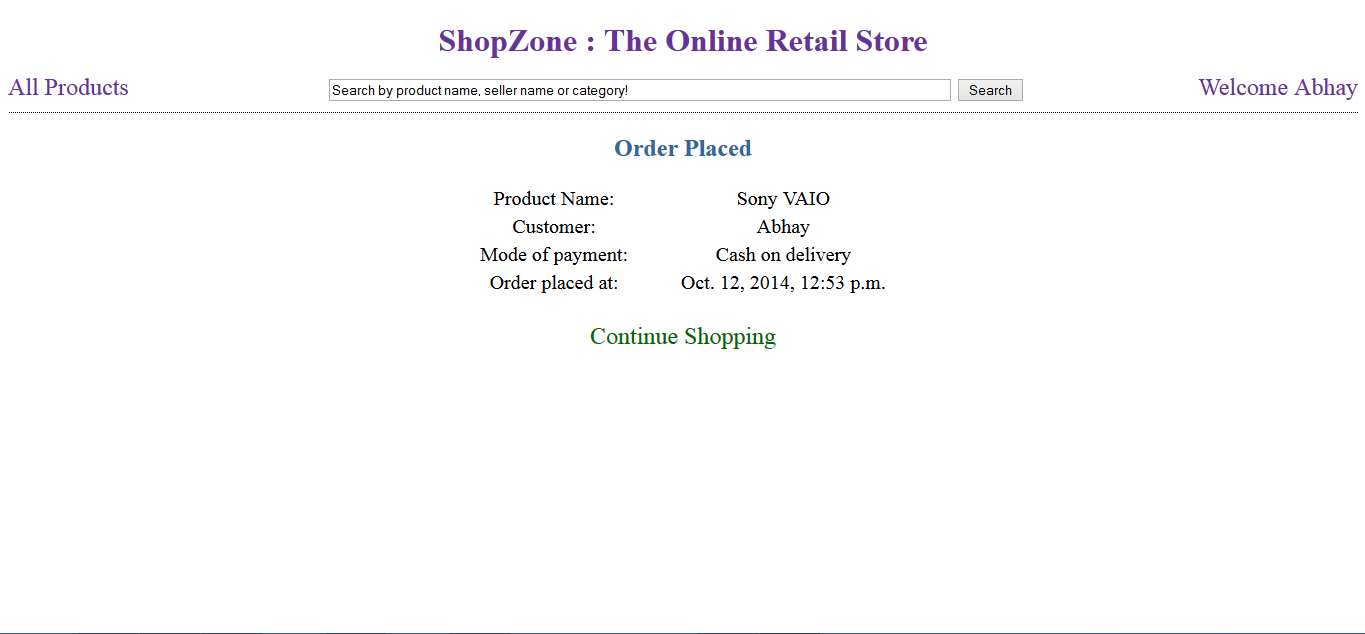 ShopZone : The Online Retail Store
All Products Search by product name, seller name or category! Search Welcome Abhay
Order Placed
Product Name: Sony VAIO
Customer: Abhay
Mode of payment: Cash on delivery
Order placed at: Oct. 12, 2014, 12:53 p.m.
Continue Shopping